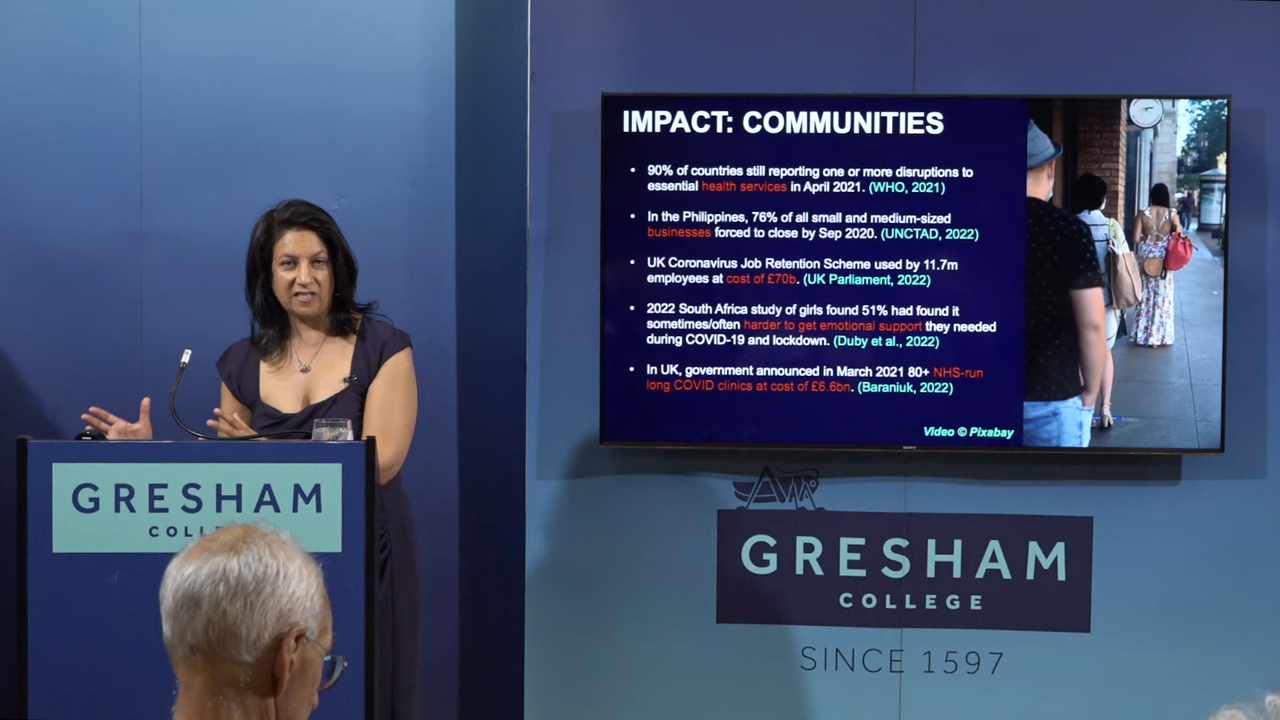 IMPACT: COMMUNITIES
• 90% of countries still reporting one or more disruptions to
essential health services in April 2021. (WHO, 2021)
• In the Philippines, 76% of all small and medium-sized
businesses forced to close by Sep 2020. (UNCTAD, 2022)
• UK Coronavirus Job Retention Scheme used by 11.7m
employees at cost of £70b. (UK Parliament, 2022)
• 2022 South Africa study of girls found 51% had found it
sometimes/often harder to get emotional support they needed
during COVID-19 and lockdown. (Duby et al., 2022)
• In UK, government announced in March 2021 80+ NHS-run
long COVID clinics at cost of £6.6bn. (Baraniuk, 2022)
Video © Pixabay
SONY
GRESHAM
COLL
GRESHAM
COLLEGE
SINCE 1597